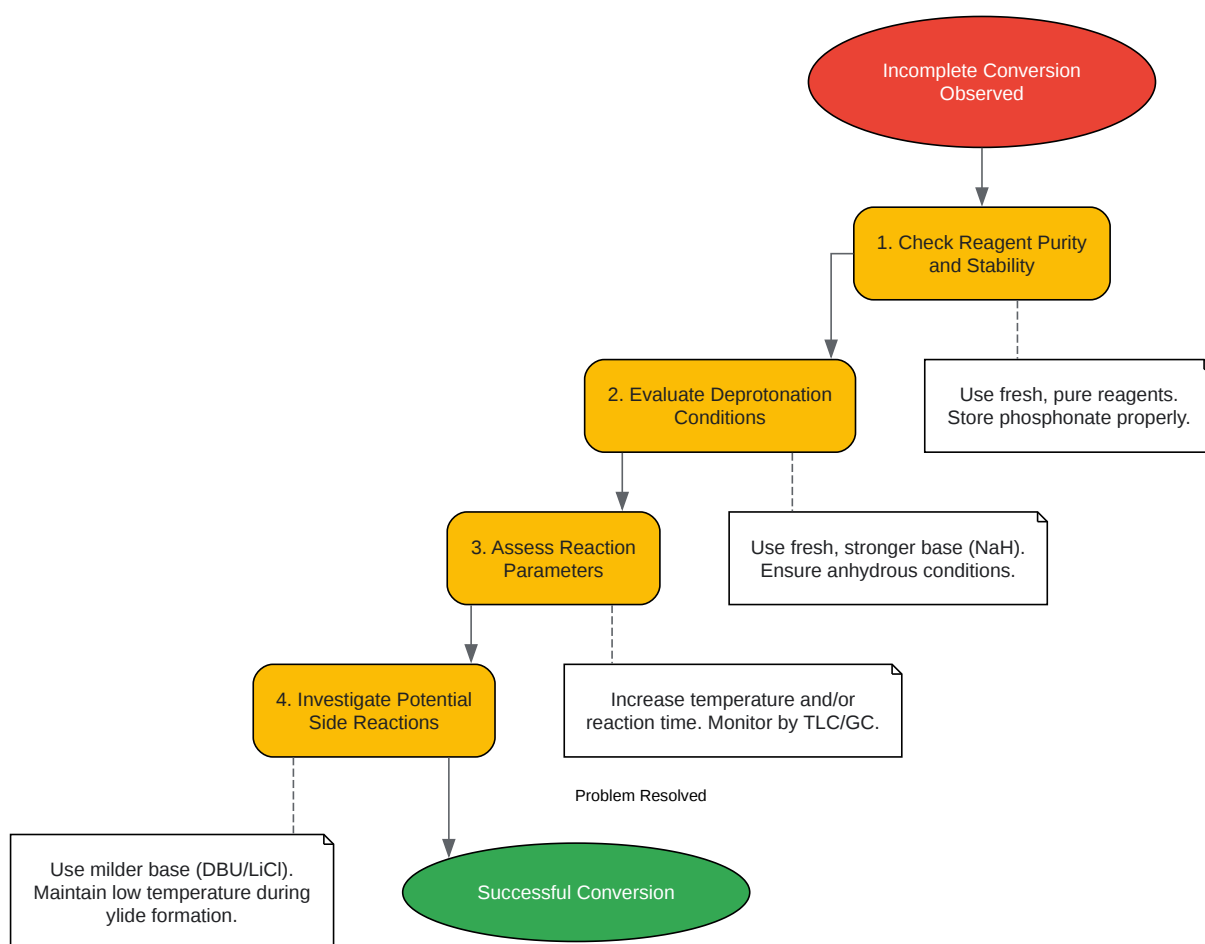 Incomplete Conversion
Observed
1. Check Reagent Purity
and Stability
Use fresh, pure reagents.
Store phosphonate properly.
2. Evaluate Deprotonation
Conditions
Use fresh, stronger base (NaH).
Ensure anhydrous conditions.
3. Assess Reaction
Parameters
Increase temperature and/or
reaction time. Monitor by TLC/GC.
4. Investigate Potential
Side Reactions
Problem Resolved
Use milder base (DBU/LiCl).
Maintain low temperature during
ylide formation.
Successful Conversion